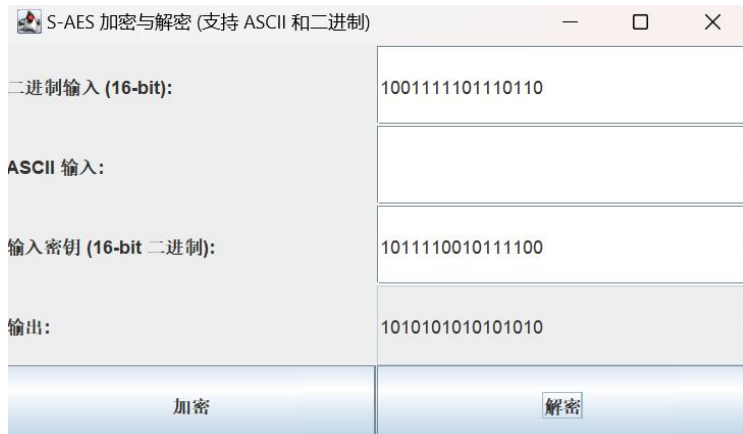 S-AES 加密与解密 (支持 ASCII 和二进制)
二进制输入 (16-bit):
1001111101110110
ASCII 输入:
输入密钥 (16-bit 二进制):
1011110010111100
输出:
1010101010101010
加密
解密